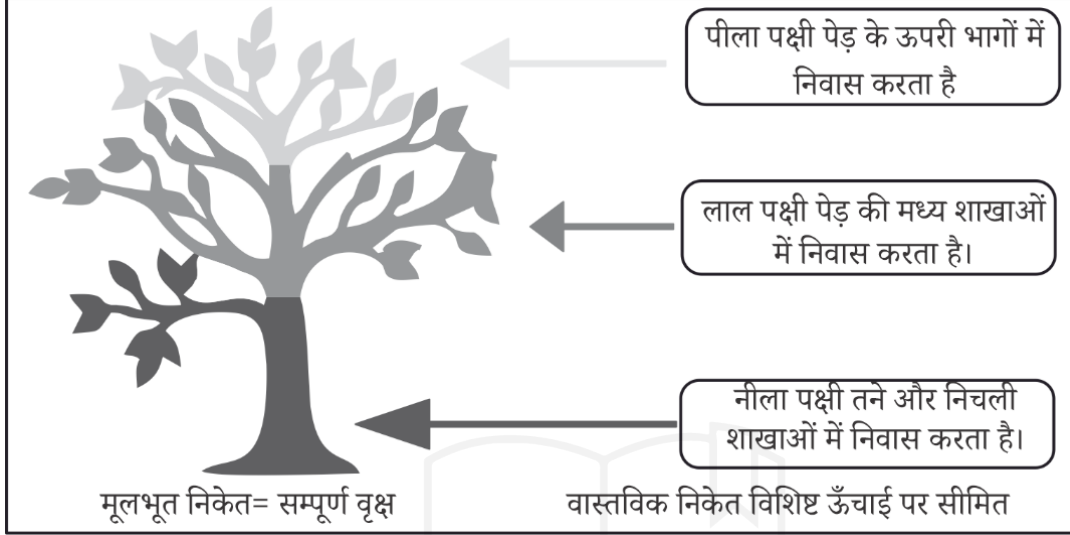 पीला पक्षी पेड़ के ऊपरी भागों में
निवास करता है
लाल पक्षी पेड़ की मध्य शाखाओं
में निवास करता है।
नीला पक्षी तने और निचली
शाखाओं में निवास करता है।
मूलभूत निकेत= सम्पूर्ण वृक्ष
वास्तविक निकेत विशिष्ट ऊँचाई पर सीमित